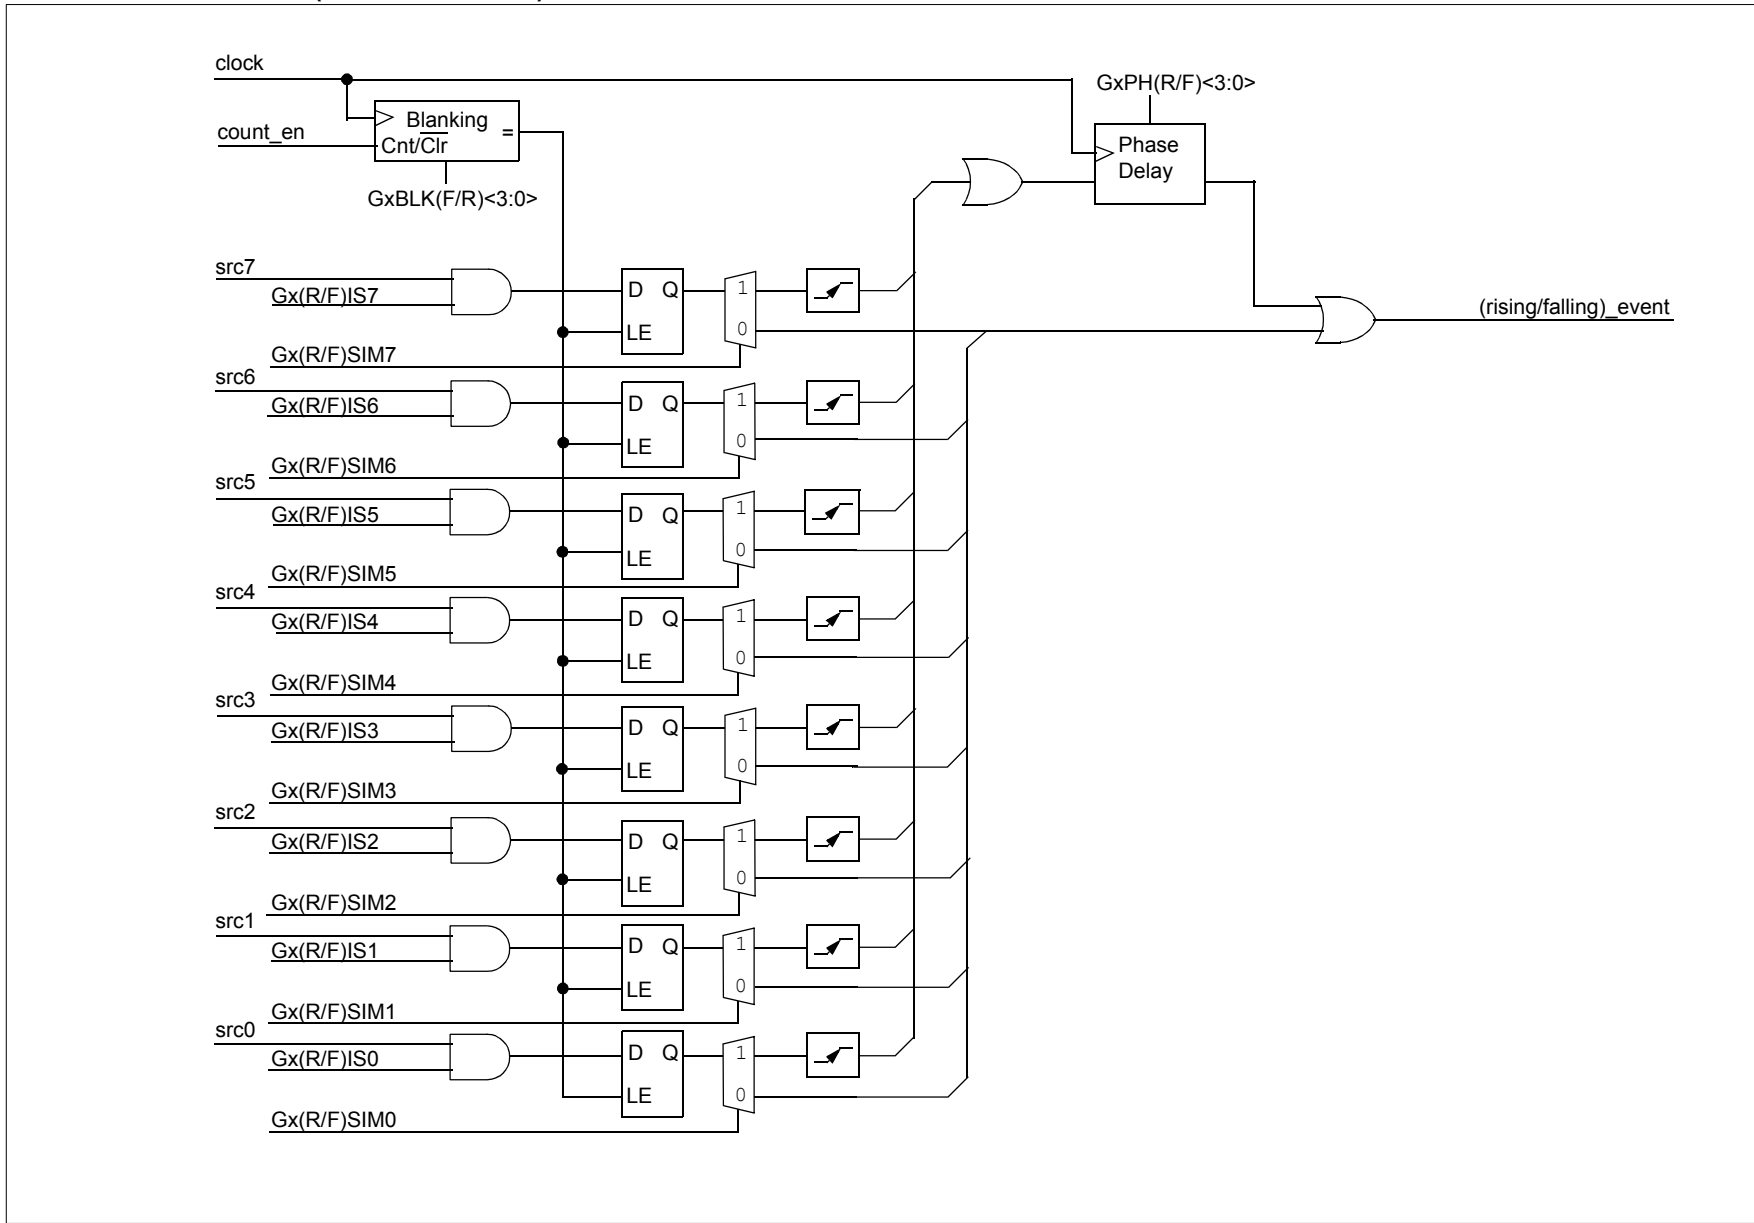 clock
GxPH(R/F)<3:0>
Blanking
=
count_en
Cnt/Clr
Phase
Delay
GxBLK(F/R)<3:0>
src7
Gx(R/F)IS7
D Q
LE
1
0
Gx(R/F)SIM7
(rising/falling)_event
src6
Gx(R/F)IS6
D Q
LE
1
0
Gx(R/F)SIM6
src5
Gx(R/F)IS5
D Q
LE
1
0
Gx(R/F)SIM5
src4
Gx(R/F)IS4
D Q
LE
1
0
Gx(R/F)SIM4
src3
Gx(R/F)IS3
D Q
LE
1
0
Gx(R/F)SIM3
src2
Gx(R/F)IS2
D Q
LE
1
0
Gx(R/F)SIM2
src1
Gx(R/F)IS1
D Q
LE
1
0
Gx(R/F)SIM1
src0
Gx(R/F)IS0
D Q
LE
1
0
Gx(R/F)SIM0